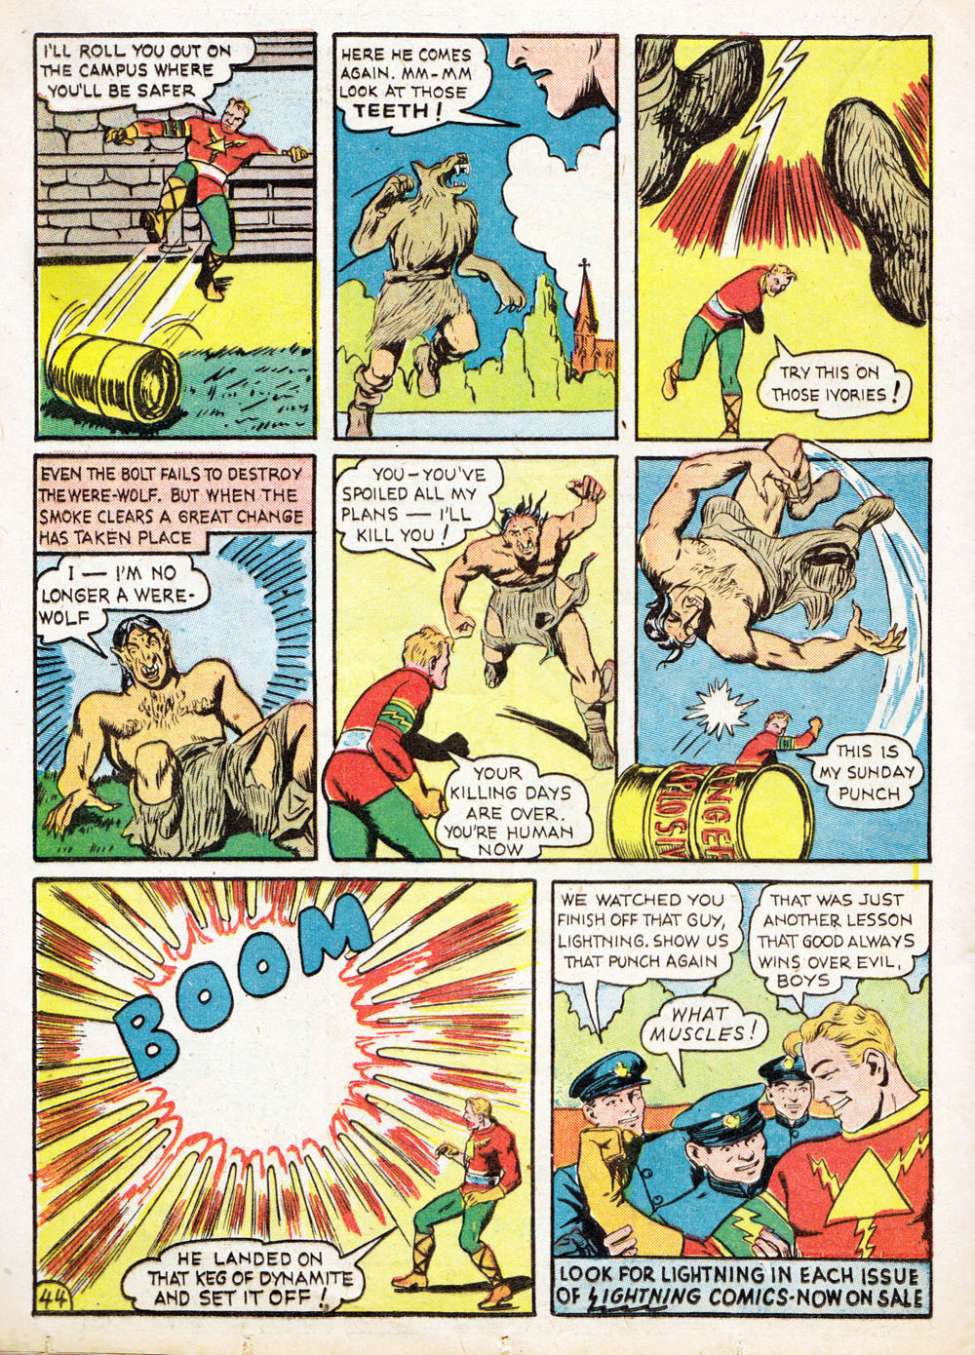 I'LL ROLL YOU OUT ON
THE CAMPUS WHERE
YOU'LL BE SAFER
HERE HE COMES
AGAIN. MM-MM
LOOK AT THOSE
TEETH!
TRY THIS ON
THOSE IVORIES!
EVEN THE BOLT FAILS TO DESTROY
THE WERE-WOLF. BUT WHEN THE
SMOKE CLEARS A GREAT CHANGE
HAS TAKEN PLACE
I — I'M NO
LONGER A WERE-
WOLF
YOU-YOU'VE
SPOILED ALL MY
PLANS — I'LL
KILL YOU!
YOUR
KILLING DAYS
ARE OVER.
YOU'RE HUMAN
NOW
THIS IS
MY SUNDAY
PUNCH
NGER
PLOSIV
BOOM
HE LANDED ON
THAT KEG OF DYNAMITE
AND SET IT OFF!
44
WE WATCHED YOU
FINISH OFF THAT GUY,
LIGHTNING. SHOW US
THAT PUNCH AGAIN
THAT WAS JUST
ANOTHER LESSON
THAT GOOD ALWAYS
WINS OVER EVIL,
BOYS
WHAT
MUSCLES!
LOOK FOR LIGHTNING IN EACH ISSUE
OF LIGHTNING COMICS-NOW ON SALE